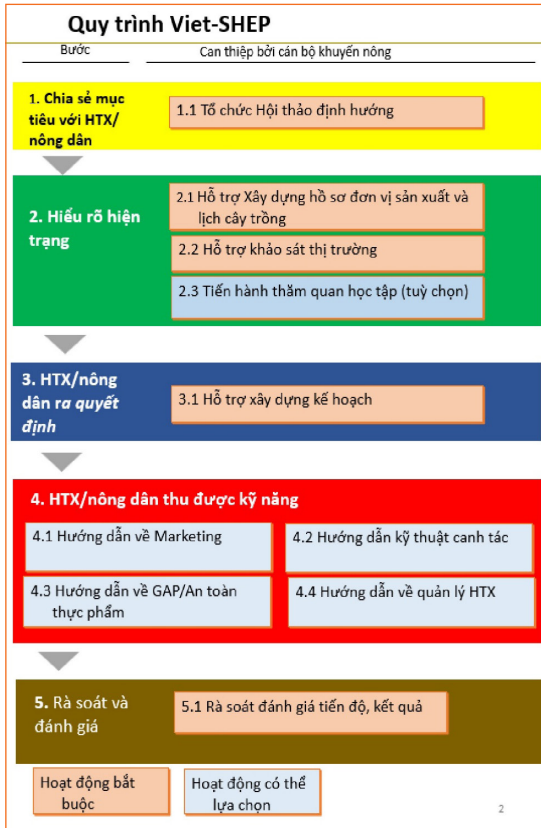 Quy trình Viet-SHEP
Bước
Can thiệp bởi cán bộ khuyến nông
1. Chia sẻ mục
tiêu với HTX/
nông dân
1.1 Tổ chức Hội thảo định hướng
2. Hiểu rõ hiện
trạng
2.1 Hỗ trợ Xây dựng hồ sơ đơn vị sản xuất và
lịch cây trồng
2.2 Hỗ trợ khảo sát thị trường
2.3 Tiến hành thăm quan học tập (tuỳ chọn)
3. HTX/nông
dân ra quyết
định
3.1 Hỗ trợ xây dựng kế hoạch
4. HTX/nông dân thu được kỹ năng
4.1 Hướng dẫn về Marketing
4.2 Hướng dẫn kỹ thuật canh tác
4.3 Hướng dẫn về GAP/An toàn
thực phẩm
4.4 Hướng dẫn về quản lý HTX
5. Rà soát và
đánh giá
5.1 Rà soát đánh giá tiến độ, kết quả
Hoạt động bắt
buộc
Hoạt động có thể
lựa chọn
2